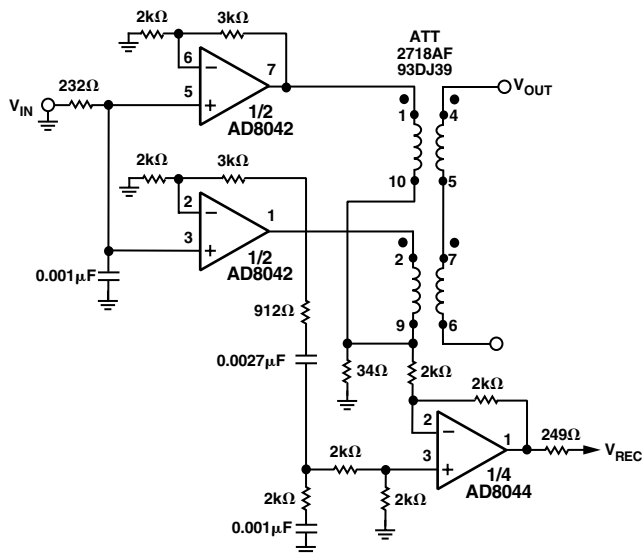 2kΩ
3kΩ
ATT
2718AF
93DJ39
6
7
232Ω
5
VIN
1/2
AD8042
VOUT
1
4
10
5
2kΩ
3kΩ
2
1
3
1/2
AD8042
2
7
0.001μF
9
6
912Ω
0.0027μF
34Ω
2kΩ
2kΩ
2
1
249Ω
3
VREC
2kΩ
1/4
AD8044
2kΩ
2kΩ
0.001μF